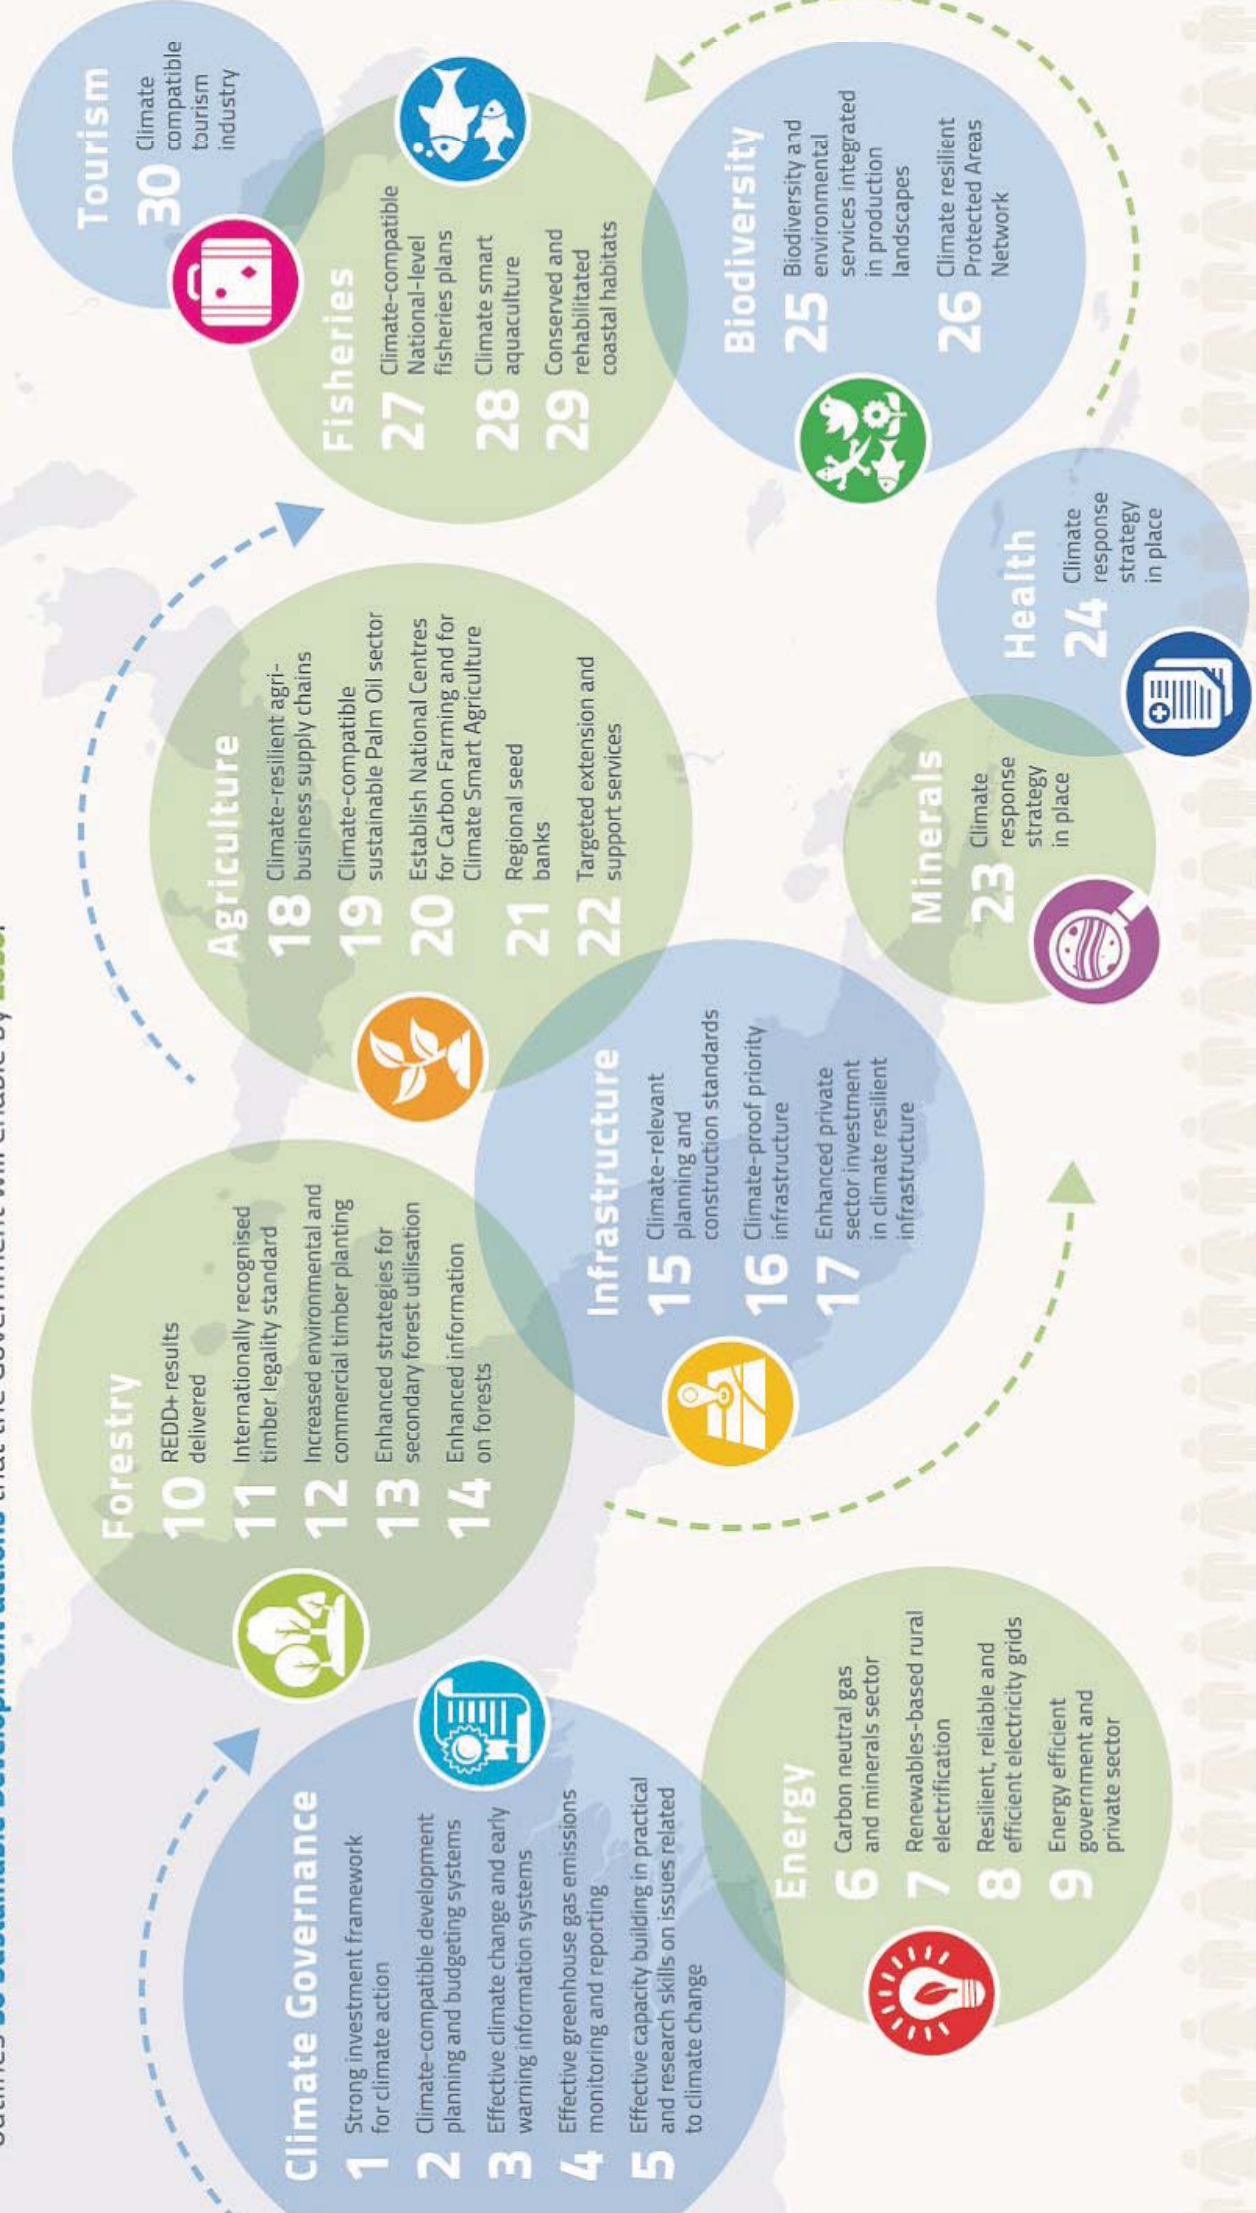 30 Sustainable Development actions that the Government will enable by
Climate Governance
1 Strong investment framework
for climate action
2 Climate-compatible development
planning and budgeting systems
3 Effective climate change and early
warning information systems
4 Effective greenhouse gas emissions
monitoring and reporting
5 Effective capacity building in practical
and research skills on issues related
to climate change
Energy
6 Carbon neutral gas
and minerals sector
7 Renewables-based rural
electrification
8 Resilient, reliable and
efficient electricity grids
9 Energy efficient
government and
private sector
Forestry
10 REDD+ results
delivered
11 Internationally recognised
timber legality standard
12 Increased environmental and
commercial timber planting
13 Enhanced strategies for
secondary forest utilisation
14 Enhanced information
on forests
Infrastructure
15 Climate-relevant
planning and
construction standards
16 Climate-proof priority
infrastructure
17 Enhanced private
sector investment
in climate resilient
infrastructure
Agriculture
18 Climate-resilient agri-
business supply chains
19 Climate-compatible
sustainable Palm Oil sector
20 Establish National Centres
for Carbon Farming and for
Climate Smart Agriculture
21 Regional seed
banks
22 Targeted extension and
support services
Minerals
23 Climate
response
strategy
in place
Health
24 Climate
response
strategy
in place
Biodiversity
25 Biodiversity and
environmental
services integrated
in production
landscapes
26 Climate resilient
Protected Areas
Network
Fisheries
27 Climate-compatible
National-level
fisheries plans
28 Climate smart
aquaculture
29 Conserved and
rehabilitated
coastal habitats
Tourism
30 Climate
compatible
tourism
industry